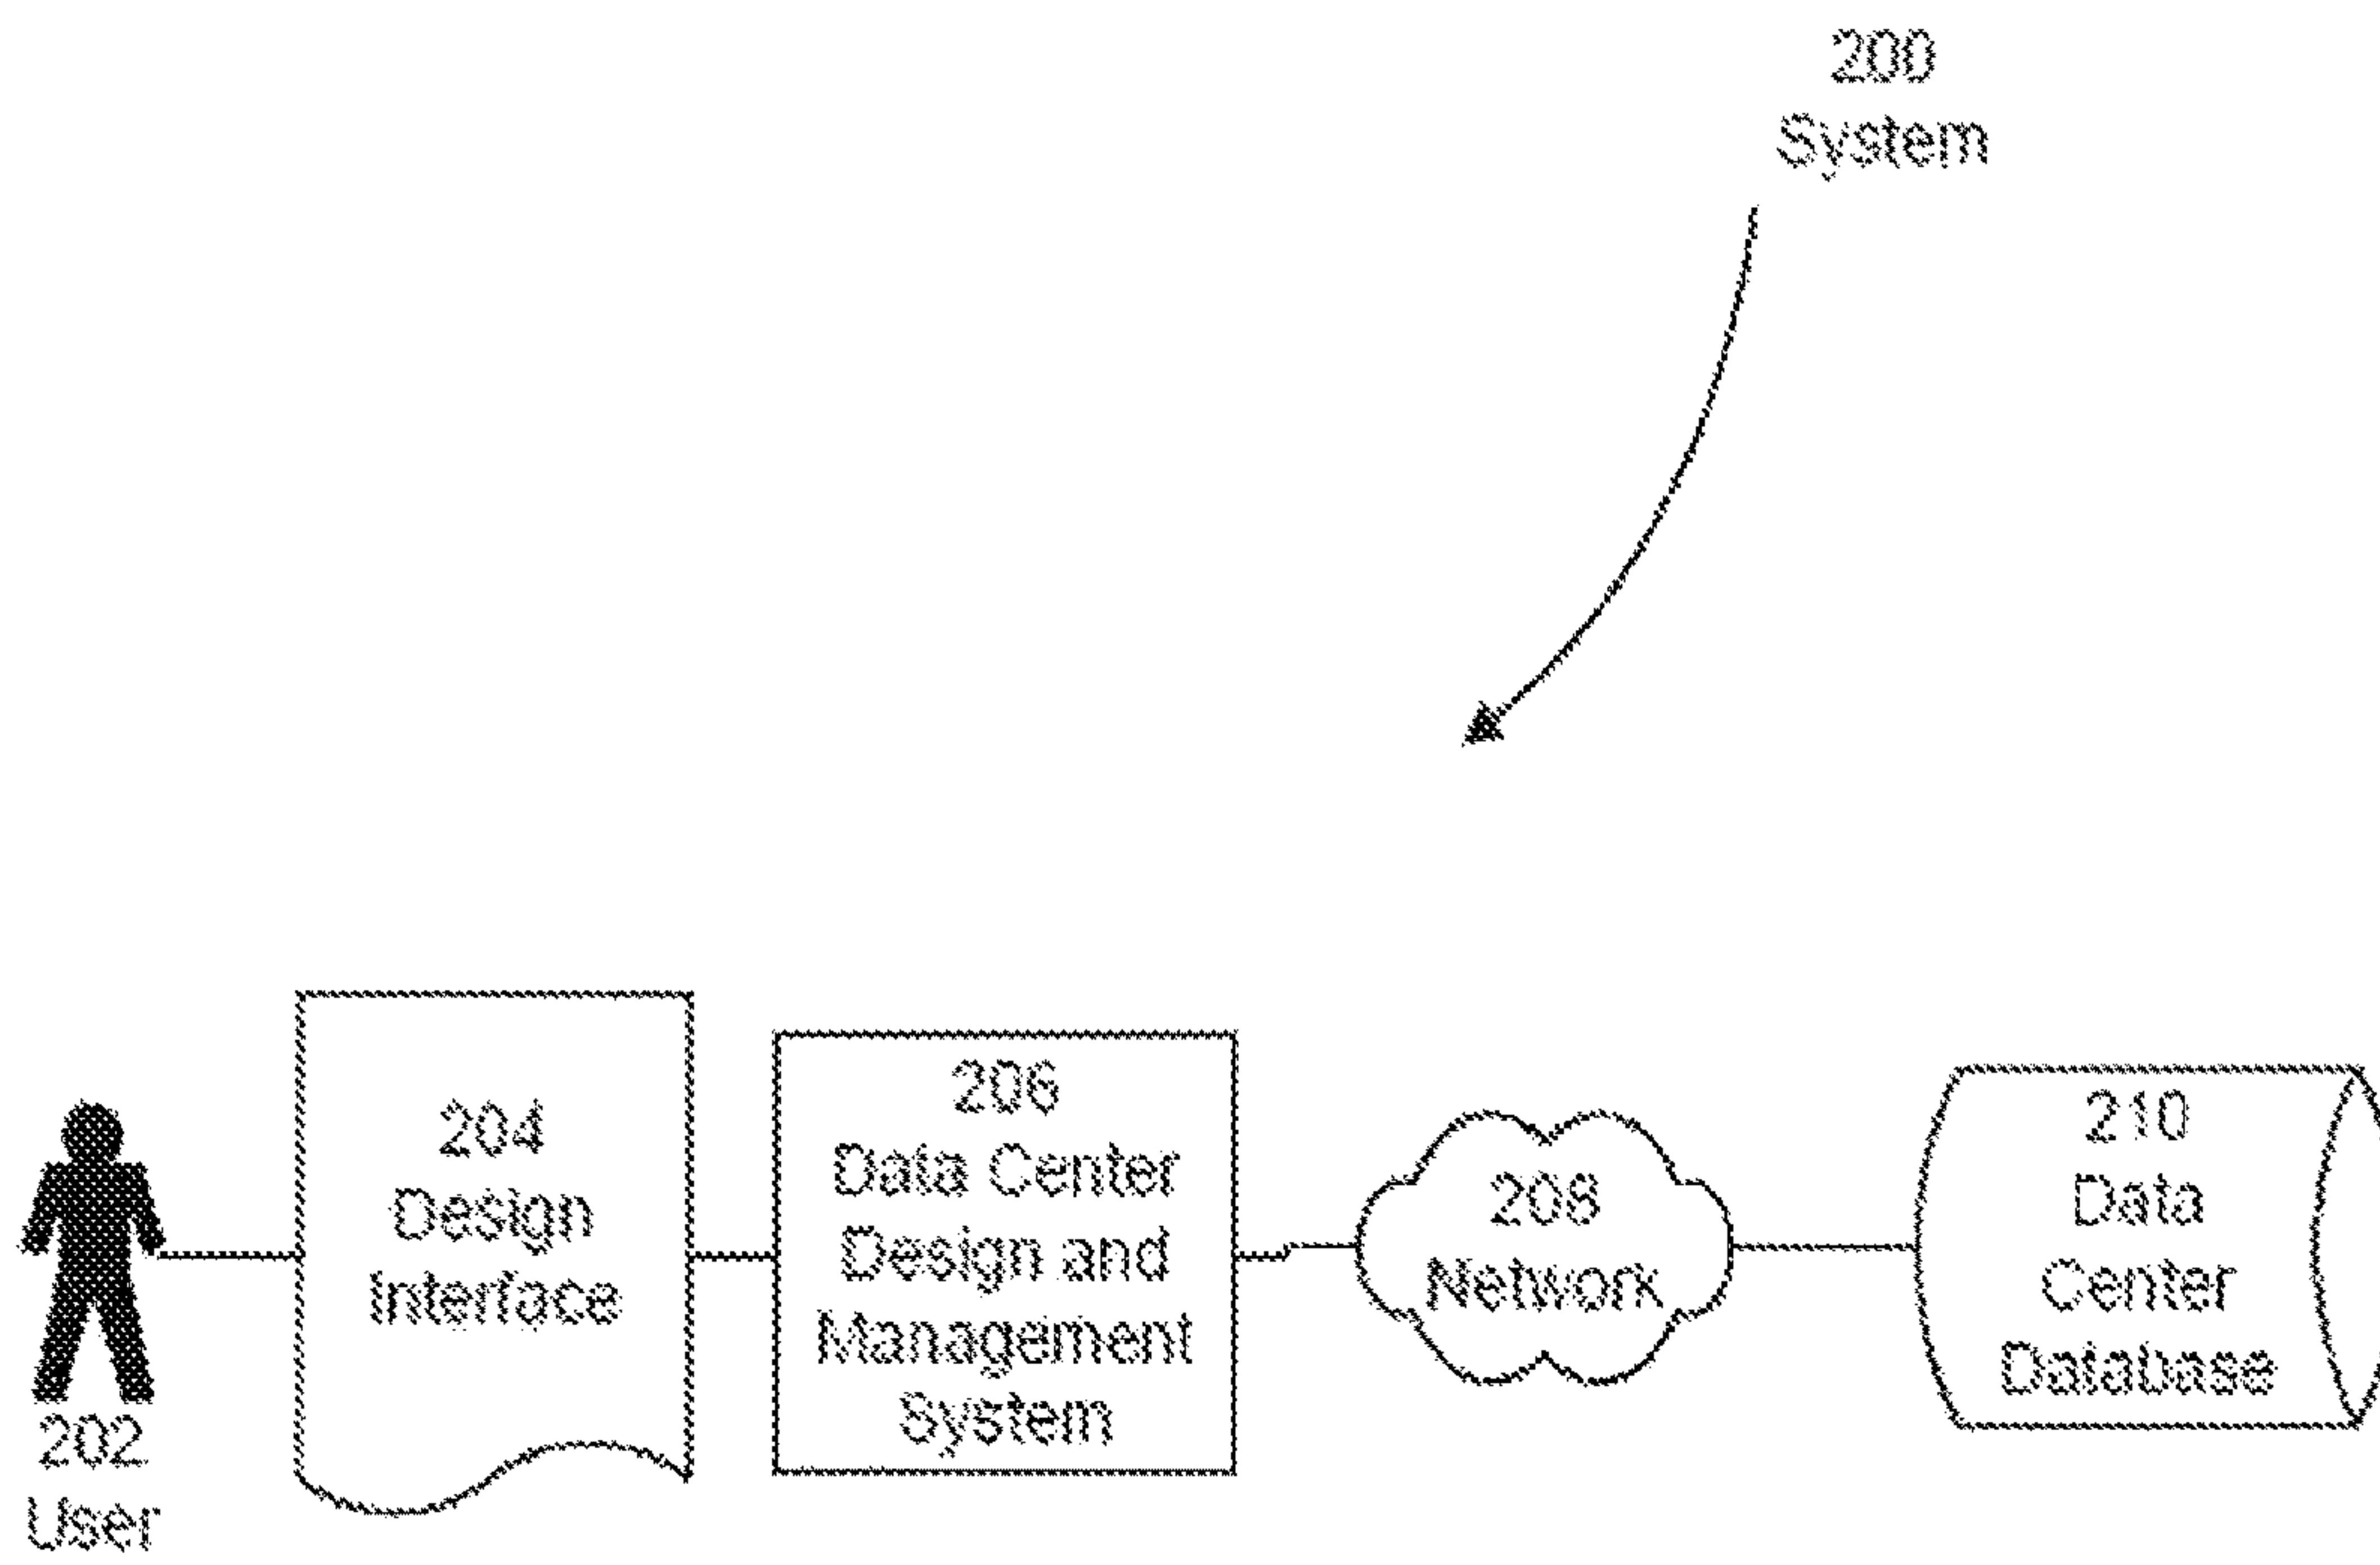 200
System
204
Design
Interface
206
Data Center
Design and
Management
System
208
Network
210
Data
Center
Database
202
User